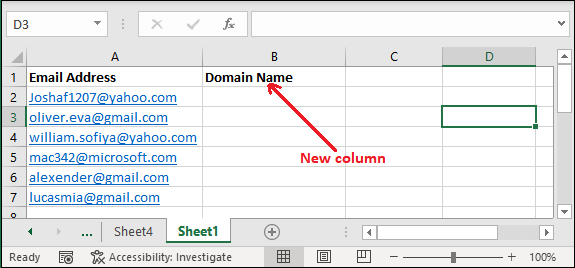 D3 fx
A B C D
1 Email Address Domain Name
2 Joshaf1207@yahoo.com
3 oliver.eva@gmail.com
4 william.sofiya@yahoo.com
5 mac342@microsoft.com
New column
6 alexender@gmail.com
7 lucasmia@gmail.com
8
... Sheet4 Sheet1
Ready Accessibility: Investigate 100%